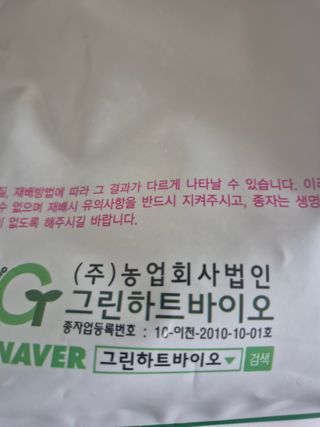 질, 재배방법에 따라 그 결과가 다르게 나타날 수 있습니다. 이러
수 없으며 재배시 유의사항을 반드시 지켜주시고, 종자는 생명
이 없도록 해주시길 바랍니다.
(주)농업회사법인
그린하트바이오
종자업등록번호 : 10-이천-2010-10-01호
NAVER 그린하트바이오 검색